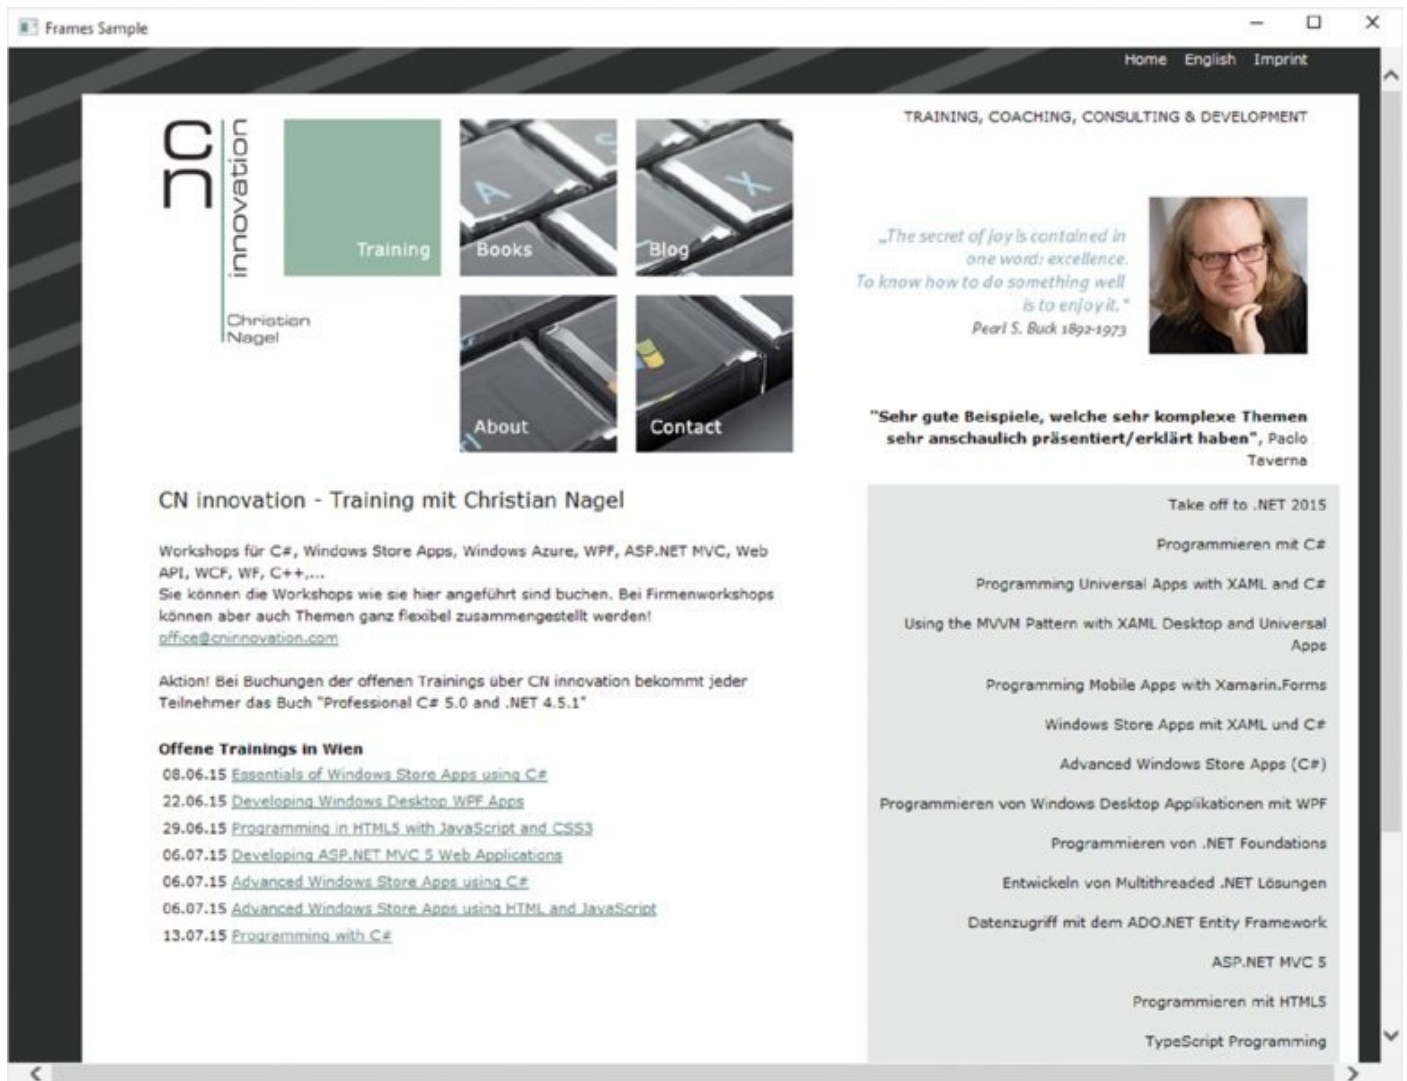 Frames Sample
Home English Imprint
cn
innovation
Christian
Nagel
Training
Books
Blog
About
Contact
TRAINING, COACHING, CONSULTING & DEVELOPMENT
„The secret of joy is contained in
one word: excellence.
To know how to do something well
is to enjoy it."
Pearl S. Buck 1892-1973
"Sehr gute Beispiele, welche sehr komplexe Themen
sehr anschaulich präsentiert/erklärt haben", Paolo
Taverna
CN innovation - Training mit Christian Nagel
Workshops für C#, Windows Store Apps, Windows Azure, WPF, ASP.NET MVC, Web
API, WCF, WF, C++,...
Sie können die Workshops wie sie hier angeführt sind buchen. Bei Firmenworkshops
können aber auch Themen ganz flexibel zusammengestellt werden!
office@cninnovation.com
Aktion! Bei Buchungen der offenen Trainings über CN innovation bekommt jeder
Teilnehmer das Buch "Professional C# 5.0 and .NET 4.5.1"
Offene Trainings in Wien
08.06.15 Essentials of Windows Store Apps using C#
22.06.15 Developing Windows Desktop WPF Apps
29.06.15 Programming in HTML5 with JavaScript and CSS3
06.07.15 Developing ASP.NET MVC 5 Web Applications
06.07.15 Advanced Windows Store Apps using C#
06.07.15 Advanced Windows Store Apps using HTML and JavaScript
13.07.15 Programming with C#
Take off to .NET 2015
Programmieren mit C#
Programming Universal Apps with XAML and C#
Using the MVVM Pattern with XAML Desktop and Universal
Apps
Programming Mobile Apps with Xamarin.Forms
Windows Store Apps mit XAML und C#
Advanced Windows Store Apps (C#)
Programmieren von Windows Desktop Applikationen mit WPF
Programmieren von .NET Foundations
Entwickeln von Multithreaded .NET Lösungen
Datenzugriff mit dem ADO.NET Entity Framework
ASP.NET MVC 5
Programmieren mit HTML5
TypeScript Programming